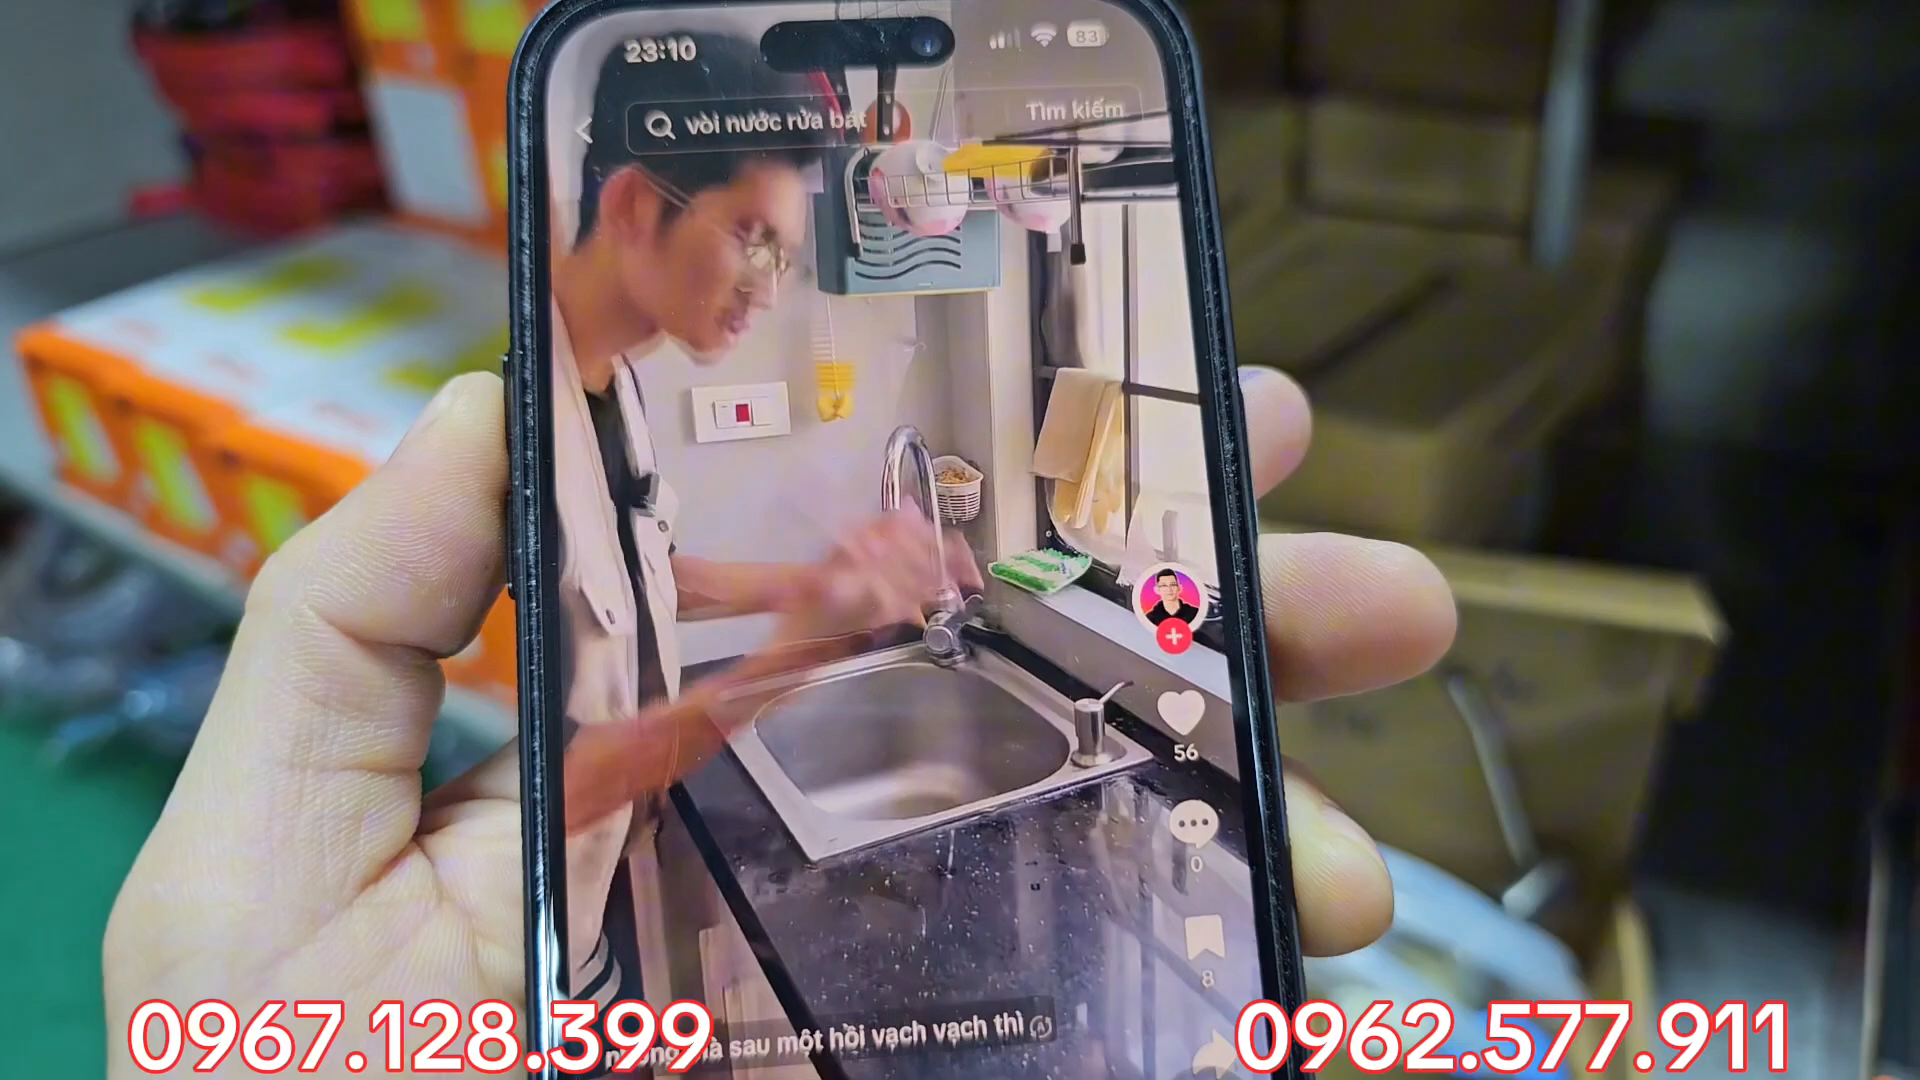 23:10
83
vòi nước rửa bát
Tìm kiếm
56
0
8
là sau một hồi vạch vạch thì
0967.128.399
0962.577.911